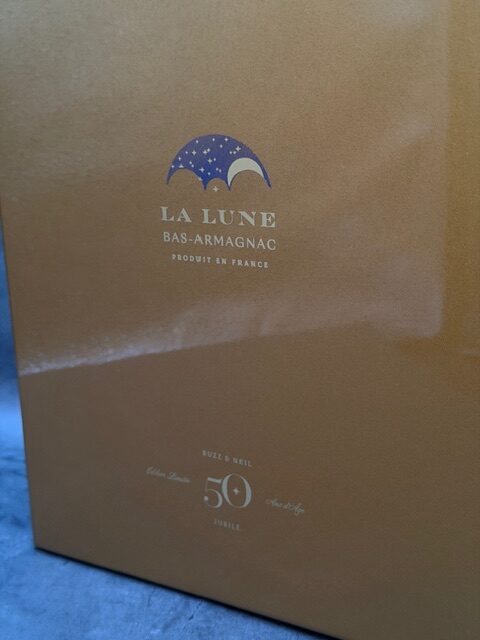 LA LUNE
BAS-ARMAGNAC
PRODUIT EN FRANCE
BUZZ & NEIL
Édition Limitée
50
Ans d'Âge
JUBILÉ